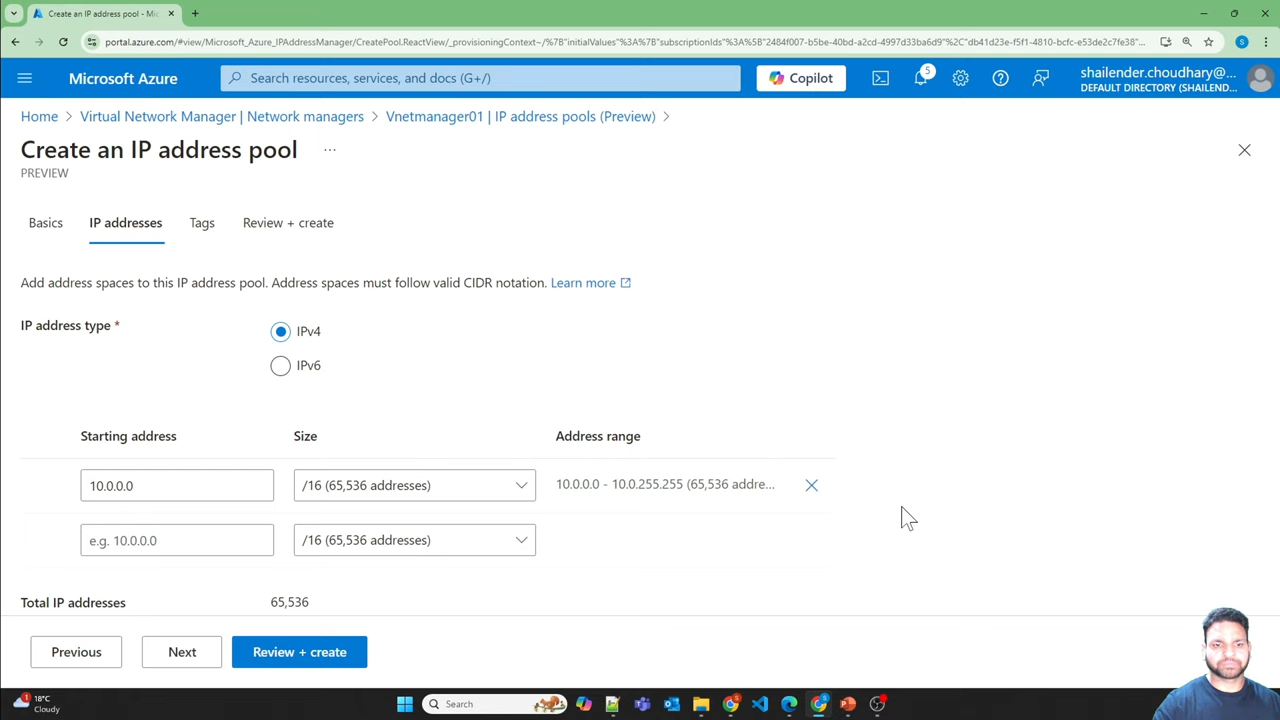 Create an IP address pool - Mic
portal.azure.com/#view/Microsoft_Azure_IPAddressManager/CreatePool.ReactView/_provisioningContext~/%7B"initialValues"%3A%7B"subscriptionIds"%3A%5B"2484f007-b5be-40bd-a2cd-4997d33ba6d9"%2C"db41d23e-f5f1-4810-bcfc-e53de2c7fe38"...
Microsoft Azure
Search resources, services, and docs (G+/)
Copilot
5
shailender.choudhary@...
DEFAULT DIRECTORY (SHAILEND...
Home > Virtual Network Manager | Network managers > Vnetmanager01 | IP address pools (Preview) >
Create an IP address pool ...
PREVIEW
Basics IP addresses Tags Review + create
Add address spaces to this IP address pool. Address spaces must follow valid CIDR notation. Learn more
IP address type *
IPv4
IPv6
Starting address Size Address range
10.0.0.0 /16 (65,536 addresses) 10.0.0.0 - 10.0.255.255 (65,536 addre...
e.g. 10.0.0.0 /16 (65,536 addresses)
Total IP addresses 65,536
Previous Next Review + create
1
18°C
Cloudy
Search